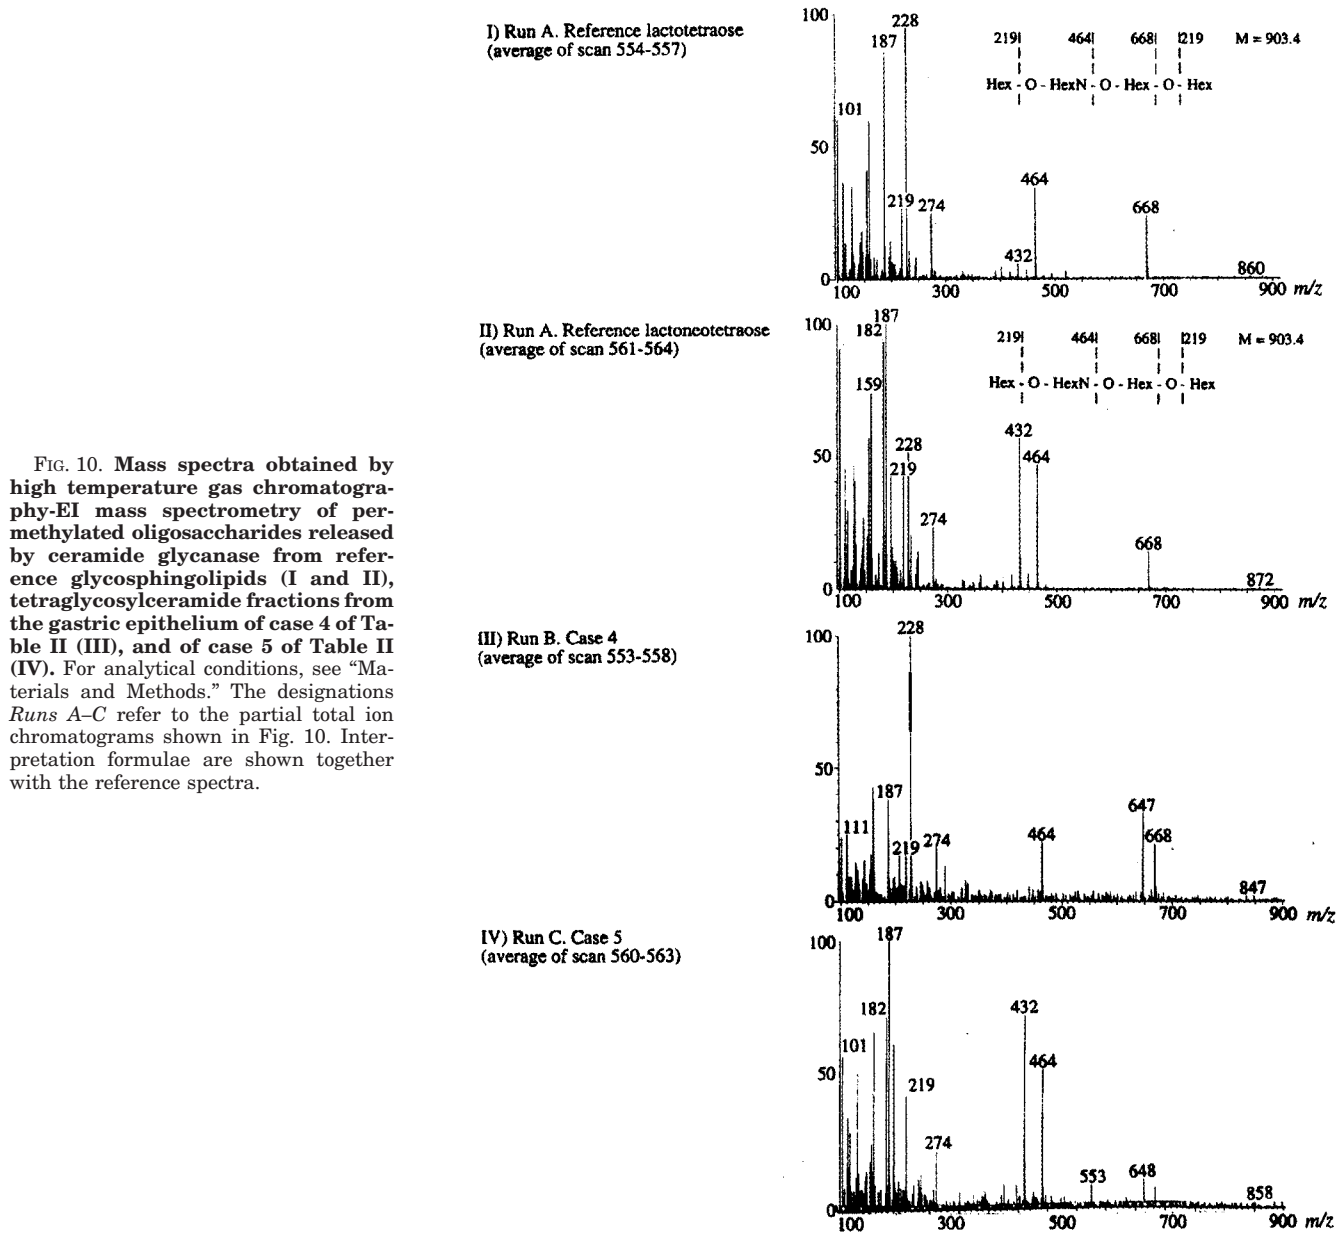 FIG. 10. Mass spectra obtained by
high temperature gas chromatogra-
phy-EI mass spectrometry of per-
methylated oligosaccharides released
by ceramide glycanase from refer-
ence glycosphingolipids (I and II),
tetraglycosylceramide fractions from
the gastric epithelium of case 4 of Ta-
ble II (III), and of case 5 of Table II
(IV). For analytical conditions, see “Ma-
terials and Methods.” The designations
Runs A–C refer to the partial total ion
chromatograms shown in Fig. 10. Inter-
pretation formulae are shown together
with the reference spectra.
I) Run A. Reference lactotetraose
(average of scan 554-557)
100
50
0
228
187
101
219
274
432
464
668
860
219 464 668 219 M = 903.4
Hex - O - HexN - O - Hex - O - Hex
100 300 500 700 900 m/z
II) Run A. Reference lactoneotetraose
(average of scan 561-564)
100
50
0
187
182
159
228
219
274
432
464
668
872
219 464 668 219 M = 903.4
Hex - O - HexN - O - Hex - O - Hex
100 300 500 700 900 m/z
III) Run B. Case 4
(average of scan 553-558)
100
50
0
228
187
111
219
274
464
647
668
847
100 300 500 700 900 m/z
IV) Run C. Case 5
(average of scan 560-563)
100
50
0
187
182
101
219
274
432
464
553
648
858
100 300 500 700 900 m/z